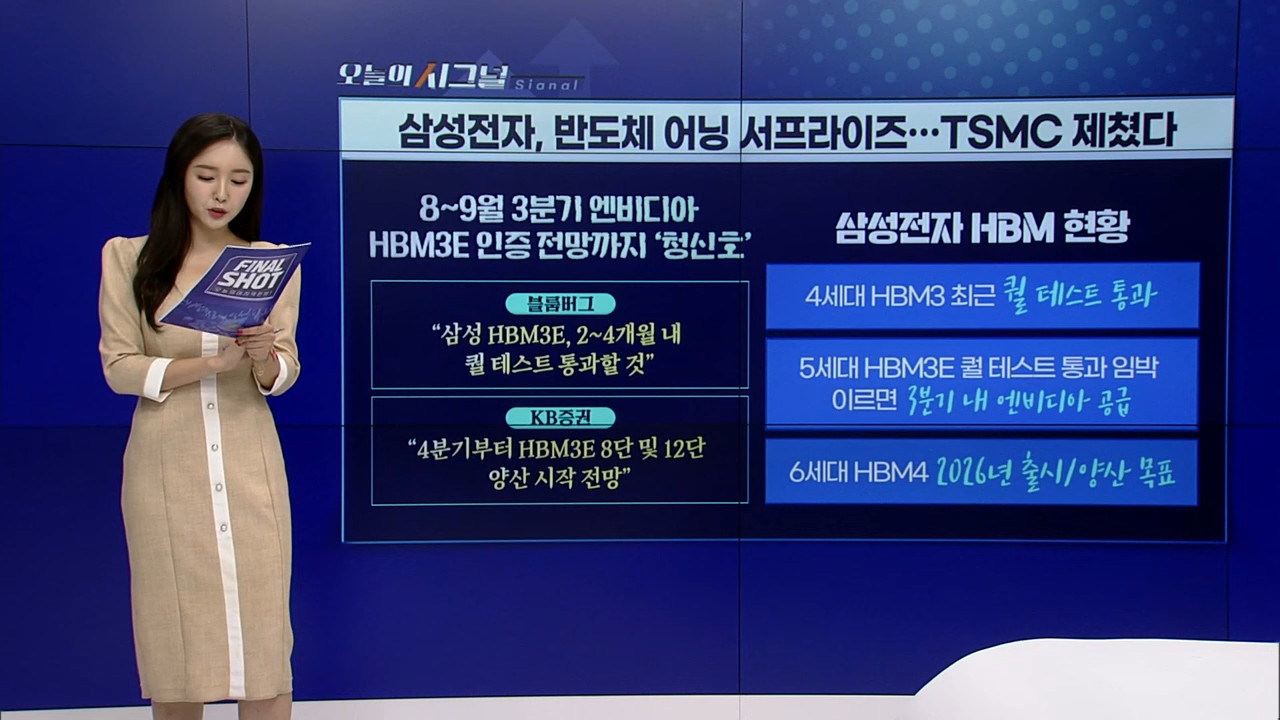 오늘의 시그널 Signal
삼성전자, 반도체 어닝 서프라이즈…TSMC 제쳤다
8~9월 3분기 엔비디아
HBM3E 인증 전망까지 ‘청신호’
블룸버그
“삼성 HBM3E, 2~4개월 내
퀄 테스트 통과할 것”
KB증권
“4분기부터 HBM3E 8단 및 12단
양산 시작 전망”
삼성전자 HBM 현황
4세대 HBM3 최근 퀄 테스트 통과
5세대 HBM3E 퀄 테스트 통과 임박
이르면 3분기 내 엔비디아 공급
6세대 HBM4 2026년 출시/양산 목표
FINAL
SHOT